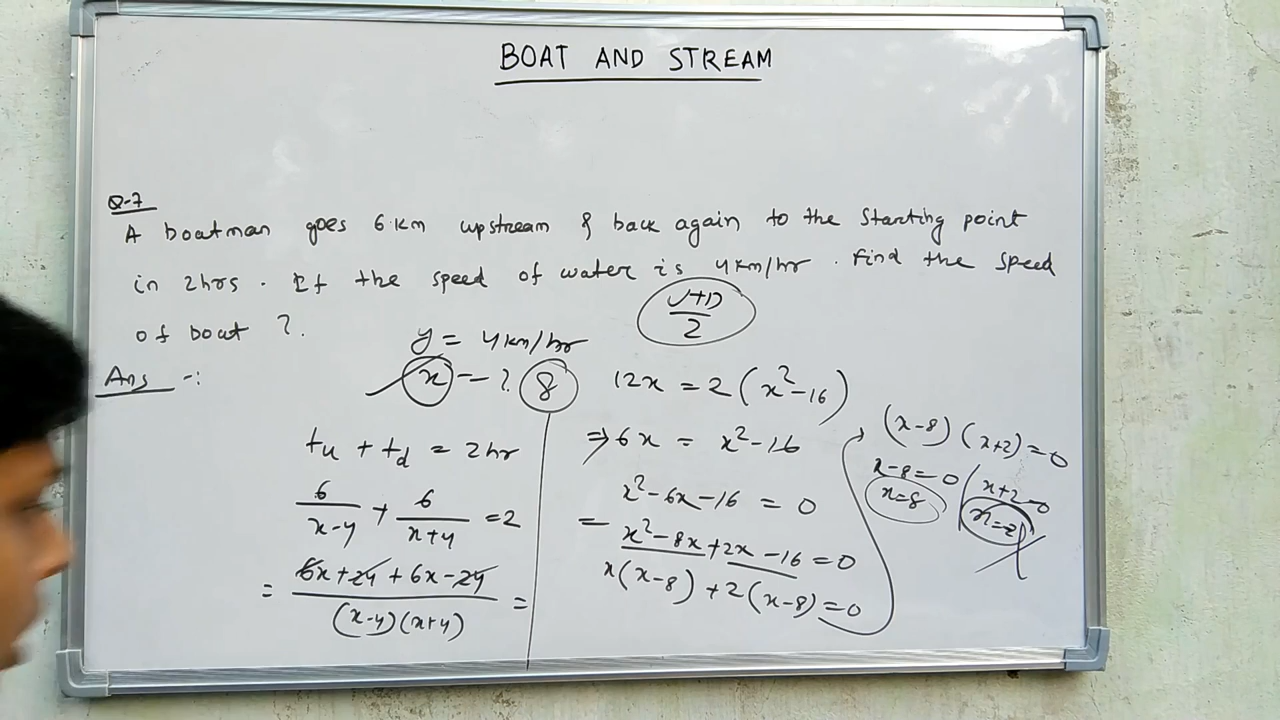 BOAT AND STREAM
Q-7
A boatman goes 6 km upstream & back again to the starting point
in 2hrs. If the speed of water is 4km/hr. Find the speed
of boat ?.
U+D
2
Ans -:
y = 4km/hr
x = ? 8
tu + td = 2hr
6/(x-4) + 6/(x+4) = 2
= (6x+24+6x-24)/((x-4)(x+4)) =
12x = 2(x²-16)
⇒ 6x = x²-16
x²-6x-16 = 0
= x²-8x+2x-16=0
x(x-8)+2(x-8)=0
(x-8)(x+2)=0
x-8=0 / x+2=0
x=8